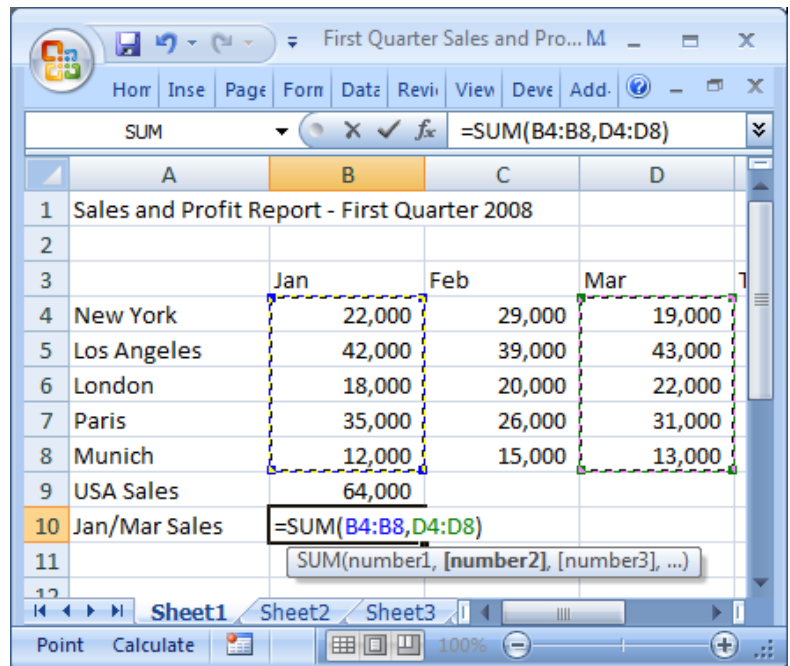 First Quarter Sales and Pro... M
Hom Inse Page Forn Data Revi View Deve Add-
SUM fx =SUM(B4:B8,D4:D8)
A B C D
1 Sales and Profit Report - First Quarter 2008
2
3 Jan Feb Mar T
4 New York 22,000 29,000 19,000
5 Los Angeles 42,000 39,000 43,000
6 London 18,000 20,000 22,000
7 Paris 35,000 26,000 31,000
8 Munich 12,000 15,000 13,000
9 USA Sales 64,000
10 Jan/Mar Sales =SUM(B4:B8,D4:D8)
11 SUM(number1, [number2], [number3], ...)
12
Sheet1 Sheet2 Sheet3
Point Calculate 100%